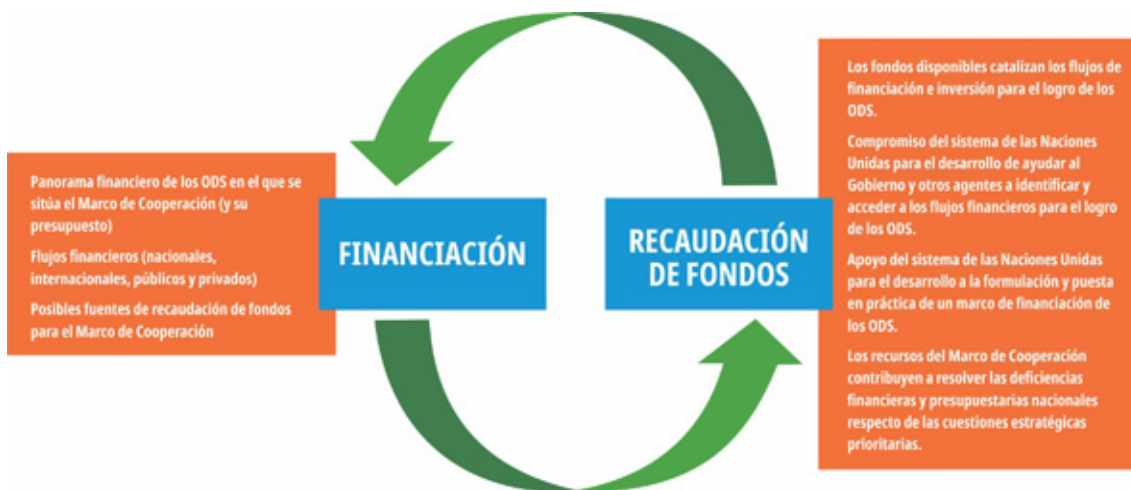 Panorama financiero de los ODS en el que se
sitúa el Marco de Cooperación (y su
presupuesto)
Flujos financieros (nacionales,
internacionales, públicos y privados)
Posibles fuentes de recaudación de fondos
para el Marco de Cooperación
FINANCIACIÓN
RECAUDACIÓN
DE FONDOS
Los fondos disponibles catalizan los flujos de
financiación e inversión para el logro de los
ODS.
Compromiso del sistema de las Naciones
Unidas para el desarrollo de ayudar al
Gobierno y otros agentes a identificar y
acceder a los flujos financieros para el logro
de los ODS.
Apoyo del sistema de las Naciones Unidas
para el desarrollo a la formulación y puesta
en práctica de un marco de financiación de
los ODS.
Los recursos del Marco de Cooperación
contribuyen a resolver las deficiencias
financieras y presupuestarias nacionales
respecto de las cuestiones estratégicas
prioritarias.